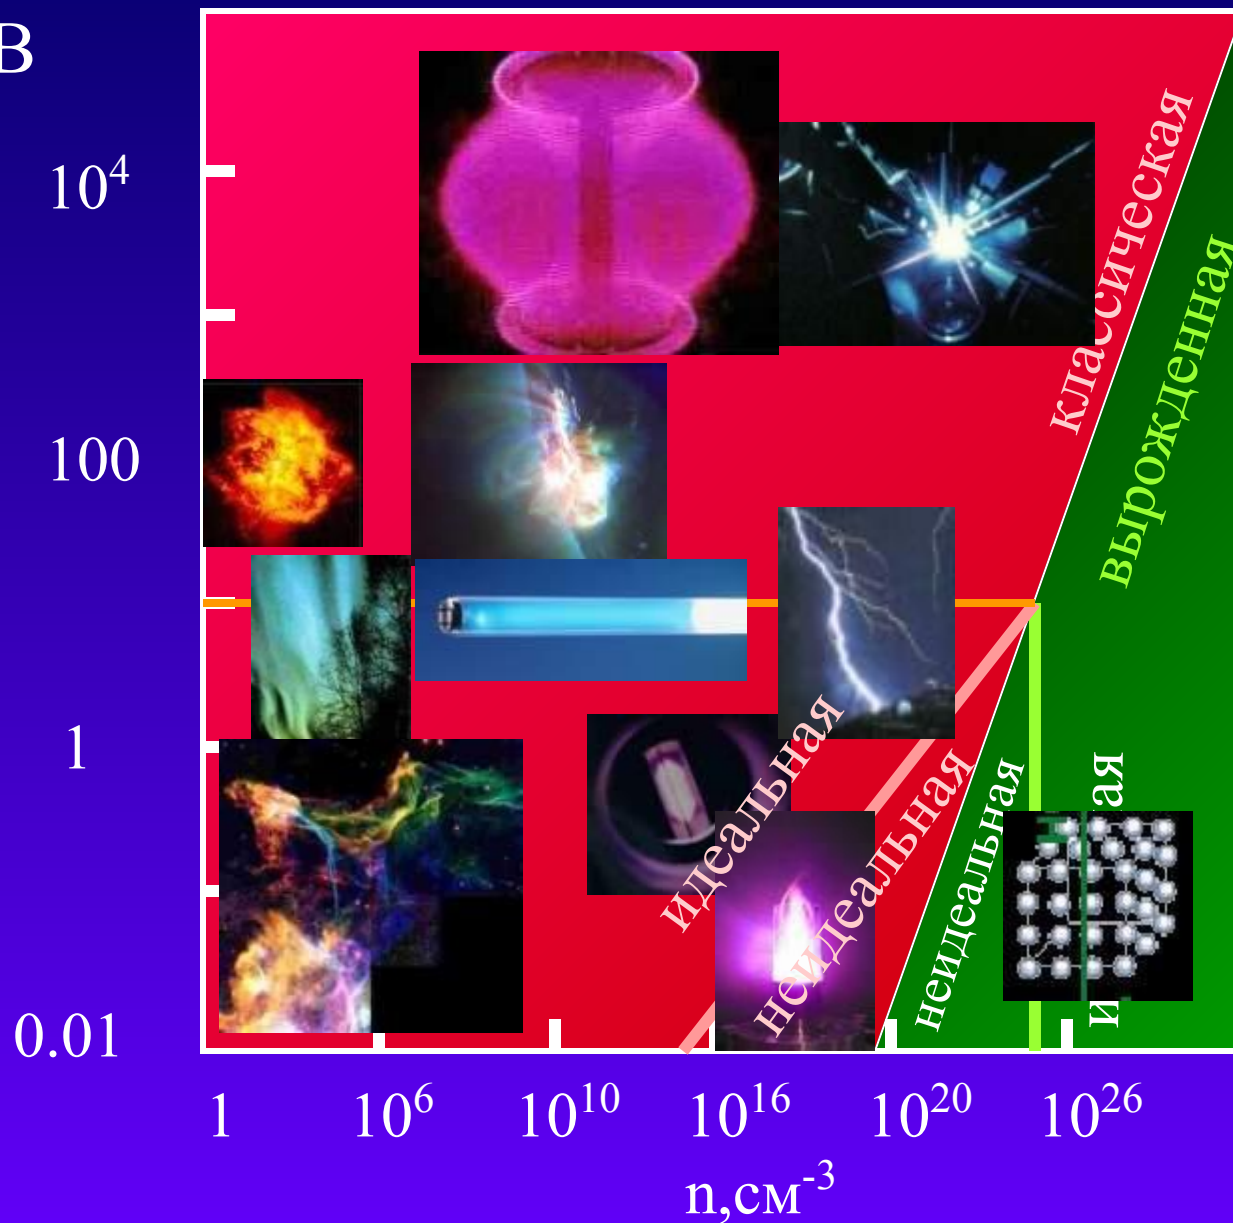 В
10⁴
100
1
0.01
классическая
вырожденная
идеальная
неидеальная
неидеальная
1 10⁶ 10¹⁰ 10¹⁶ 10²⁰ 10²⁶
n,см⁻³